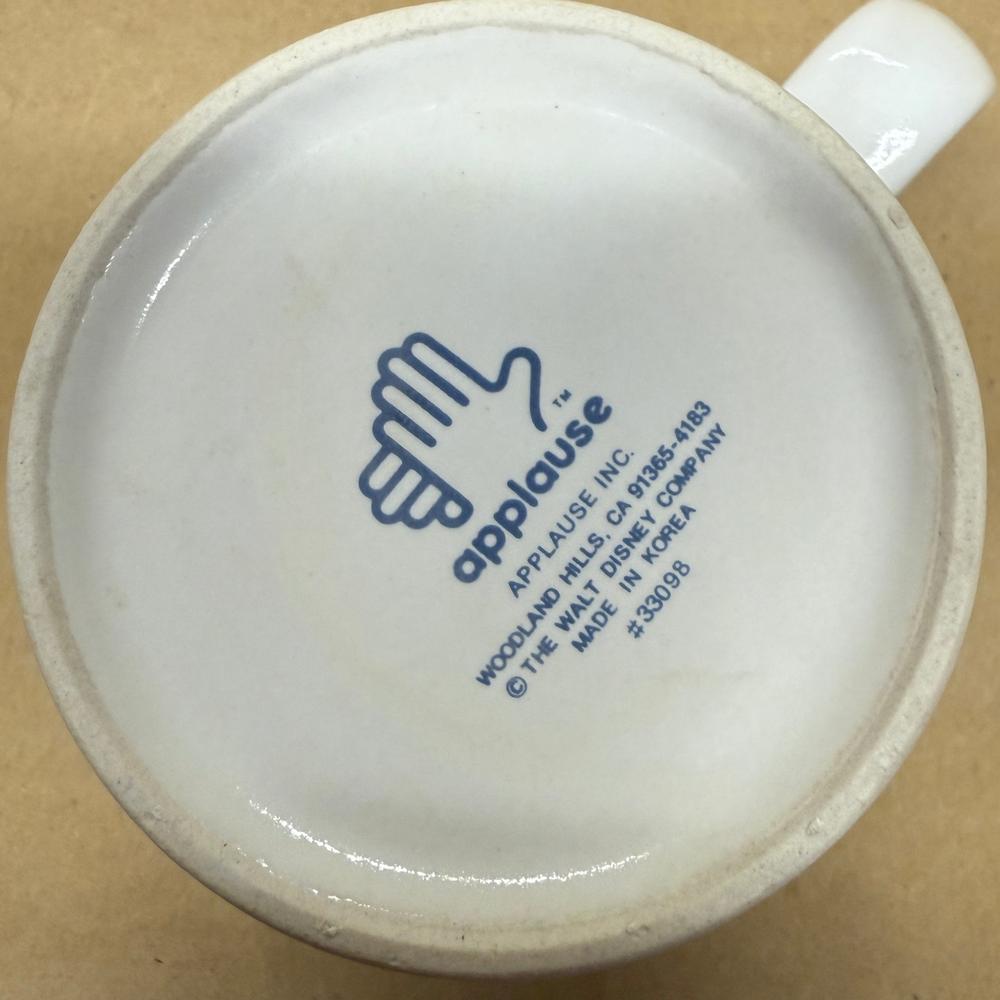 applause™
APPLAUSE INC.
WOODLAND HILLS, CA 91365-4183
© THE WALT DISNEY COMPANY
MADE IN KOREA
#33098